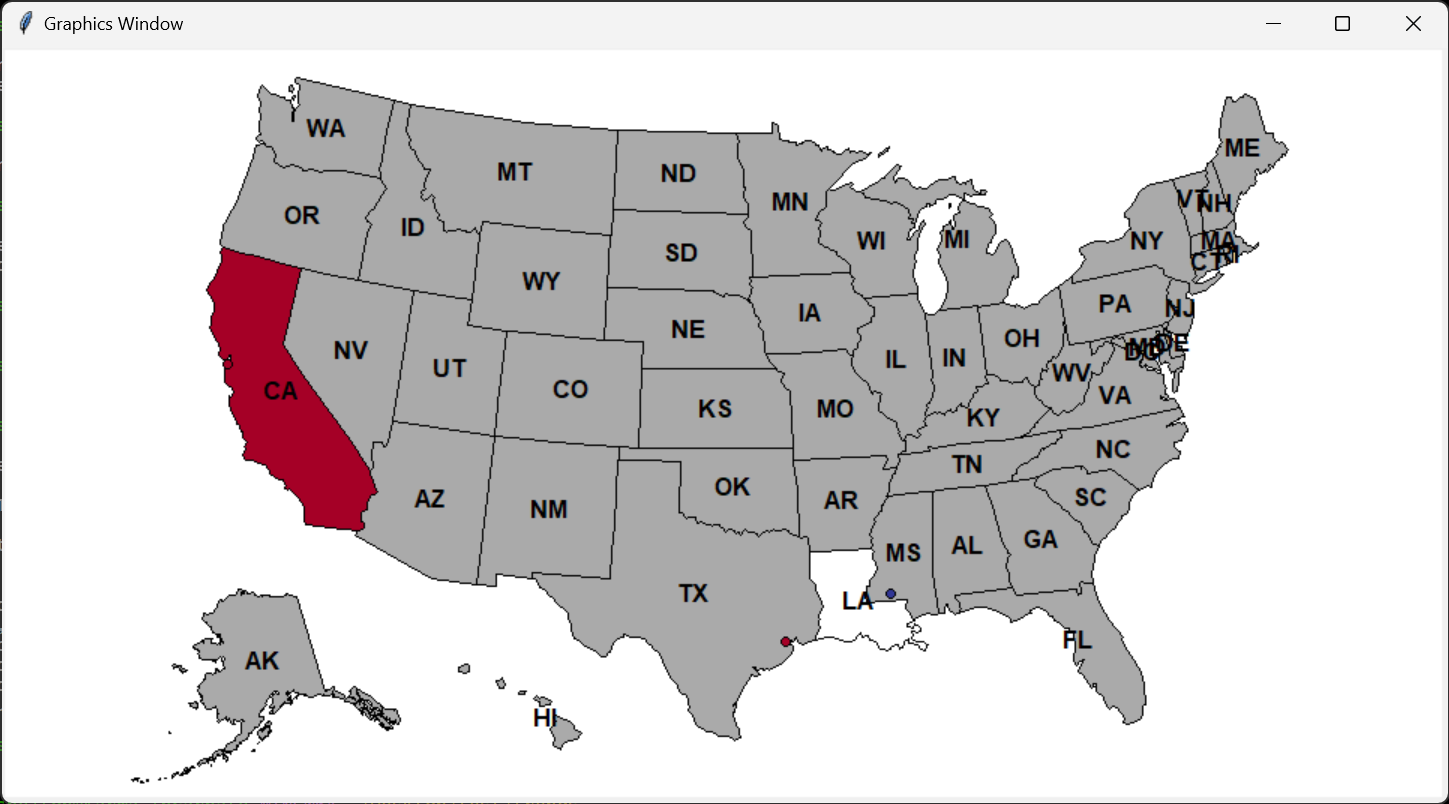 Graphics Window
WA
MT
ND
MN
ME
OR
ID
SD
WI
MI
NY
VT
NH
MA
CT
RI
WY
IA
PA
NJ
NV
UT
NE
IL
IN
OH
DC
MD
DE
CA
CO
KS
MO
WV
VA
KY
AZ
NM
OK
AR
TN
NC
SC
TX
LA
MS
AL
GA
AK
HI
FL